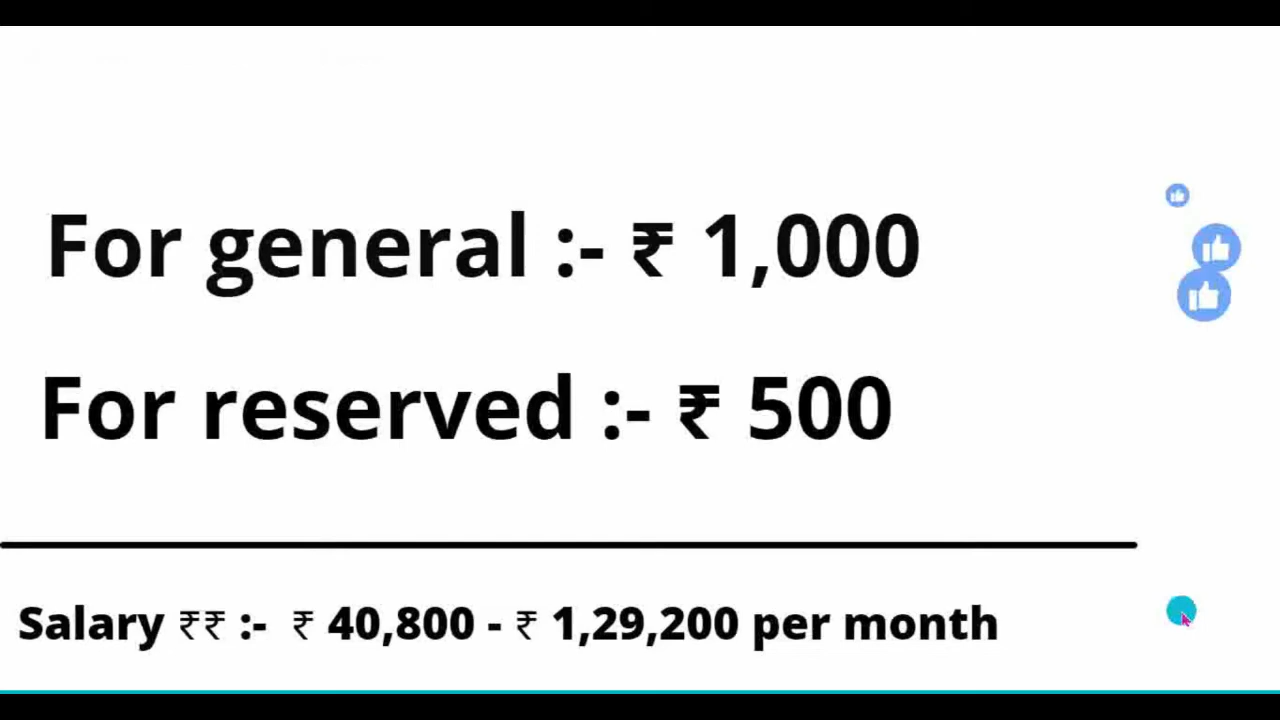 For general :- ₹ 1,000
For reserved :- ₹ 500
Salary ₹₹ :- ₹ 40,800 - ₹ 1,29,200 per month